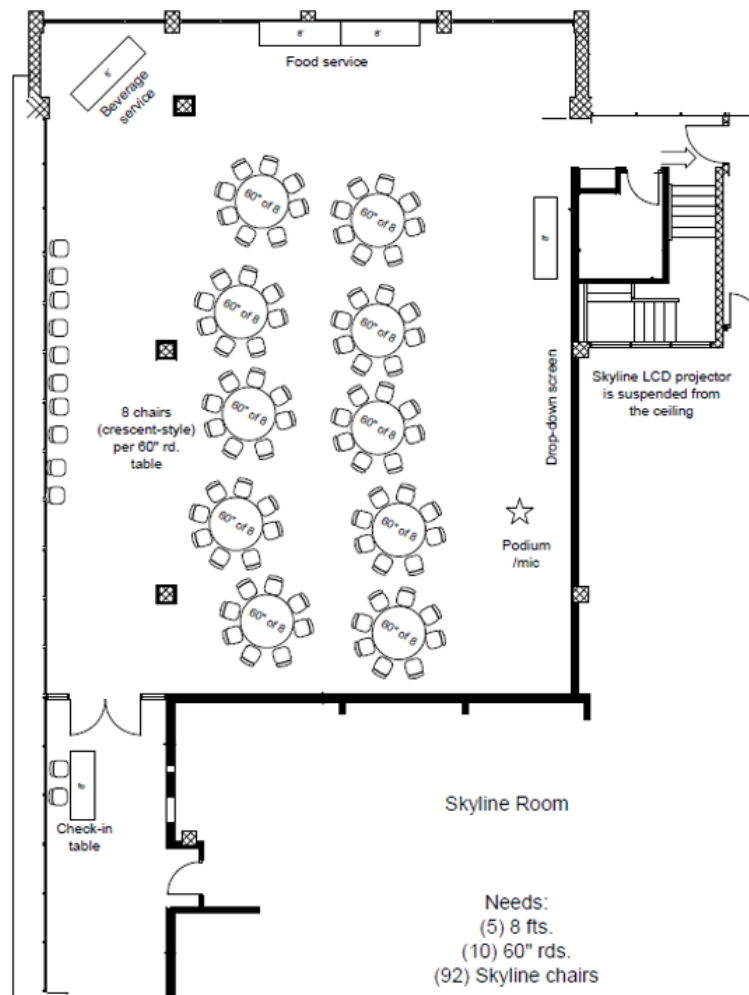 8'
8'
Food service
8'
Beverage
service
60" of 8
60" of 8
8'
60" of 8
60" of 8
Drop-down screen
Skyline LCD projector
is suspended from
the ceiling
8 chairs
(crescent-style)
per 60" rd.
table
60" of 8
60" of 8
60" of 8
60" of 8
Podium
/mic
60" of 8
60" of 8
8'
Check-in
table
Skyline Room
Needs:
(5) 8 fts.
(10) 60" rds.
(92) Skyline chairs